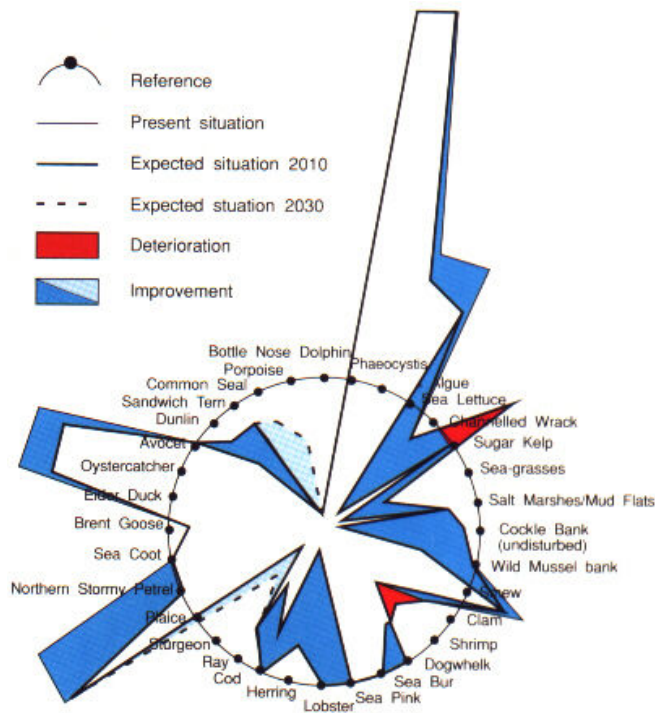 Reference
Present situation
Expected situation 2010
Expected stuation 2030
Deterioration
Improvement
Bottle Nose Dolphin
Porpoise
Common Seal
Sandwich Tern
Dunlin
Avocet
Oystercatcher
Eider Duck
Brent Goose
Sea Coot
Northern Stormy Petrel
Plaice
Sturgeon
Ray
Cod
Herring
Lobster
Sea Pink
Sea Bur
Dogwhelk
Shrimp
Clam
Smew
Wild Mussel bank
Cockle Bank
(undisturbed)
Salt Marshes/Mud Flats
Sea-grasses
Sugar Kelp
Channelled Wrack
Sea Lettuce
Algue
Phaeocystis